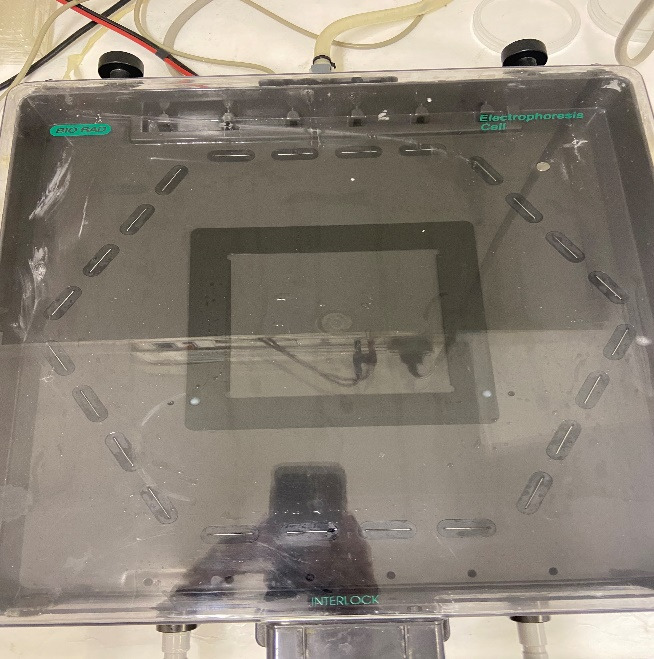 BIO-RAD
Electrophoresis
Cell
INTERLOCK